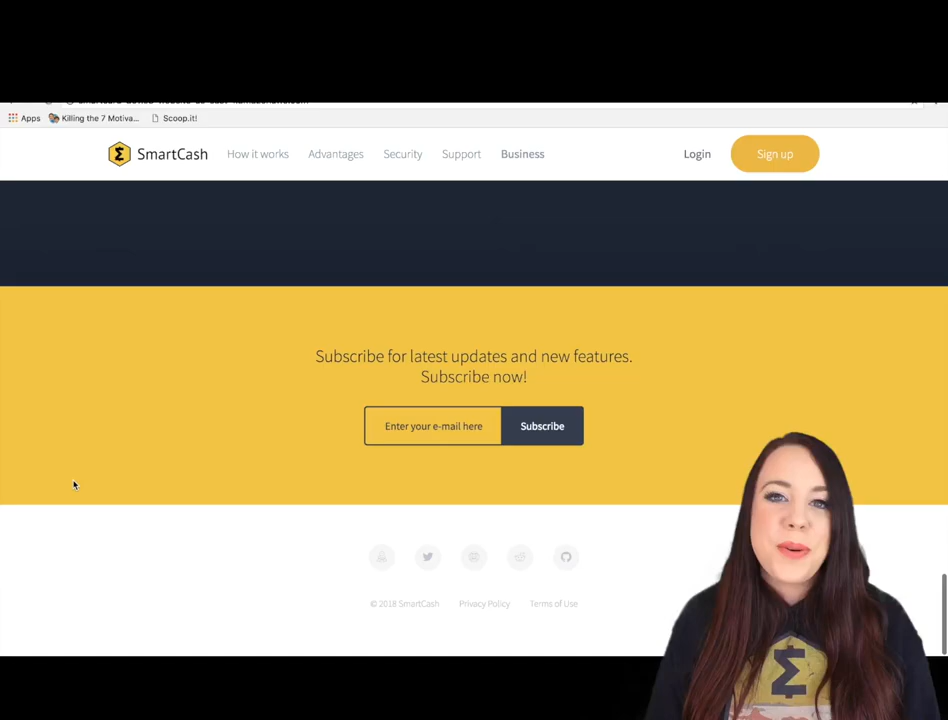 Apps
Killing the 7 Motiva...
Scoop.it!
SmartCash
How it works
Advantages
Security
Support
Business
Login
Sign up
Subscribe for latest updates and new features.
Subscribe now!
Enter your e-mail here
Subscribe
© 2018 SmartCash
Privacy Policy
Terms of Use